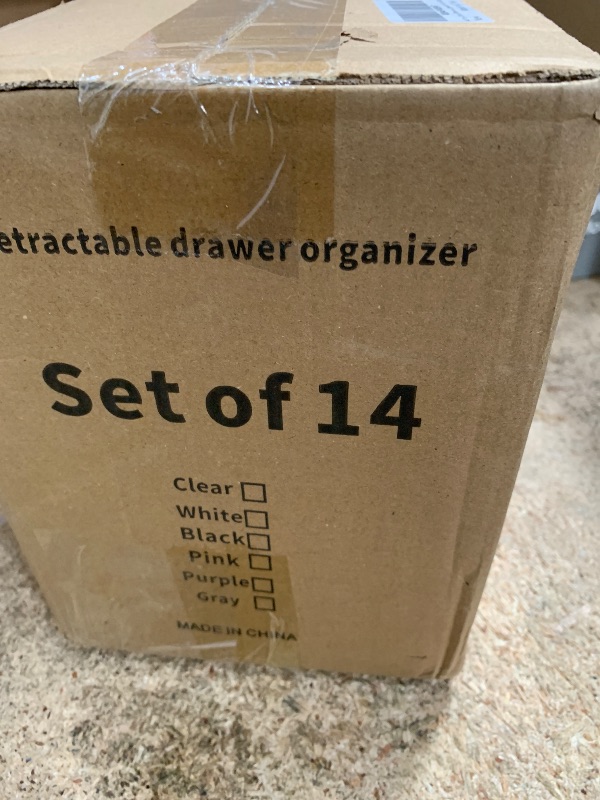 etractable drawer organizer
Set of 14
Clear
White
Black
Pink
Purple
Gray
MADE IN CHINA